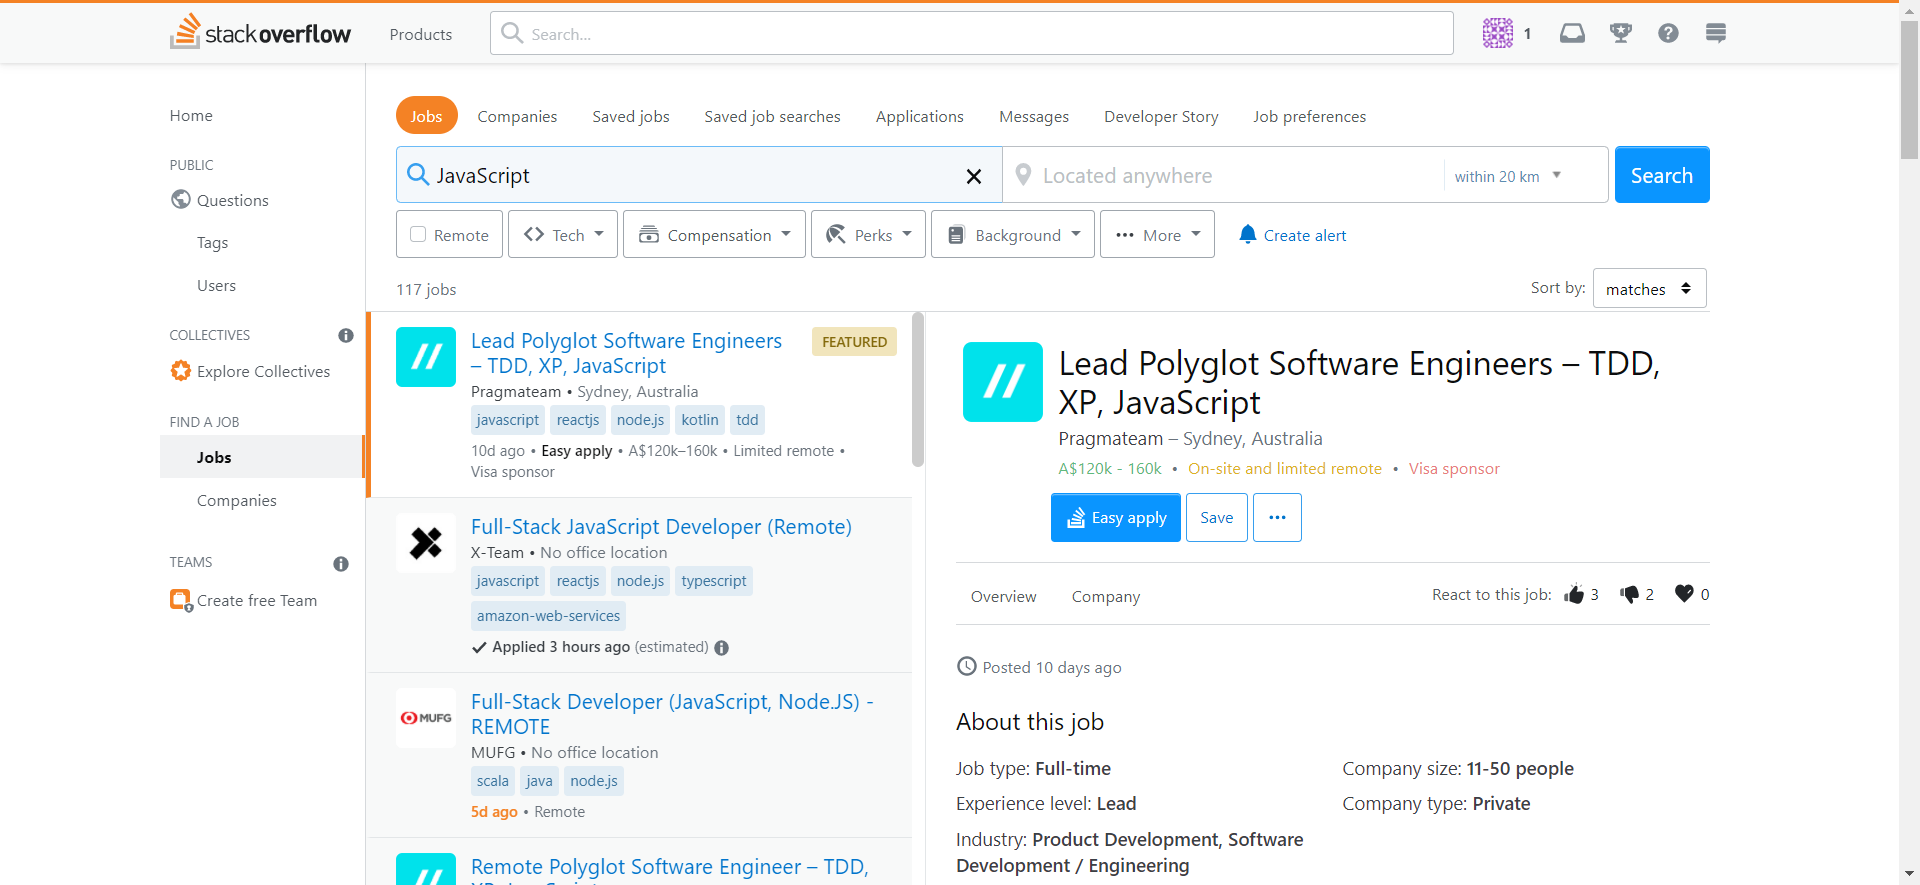 stackoverflow
Products
Search...
1
Home
PUBLIC
Questions
Tags
Users
COLLECTIVES
Explore Collectives
FIND A JOB
Jobs
Companies
TEAMS
Create free Team
Jobs
Companies
Saved jobs
Saved job searches
Applications
Messages
Developer Story
Job preferences
JavaScript
Located anywhere
within 20 km
Search
Remote
Tech
Compensation
Perks
Background
More
Create alert
117 jobs
Sort by:
matches
Lead Polyglot Software Engineers
– TDD, XP, JavaScript
FEATURED
Pragmateam • Sydney, Australia
javascript reactjs node.js kotlin tdd
10d ago • Easy apply • A$120k–160k • Limited remote •
Visa sponsor
Full-Stack JavaScript Developer (Remote)
X-Team • No office location
javascript reactjs node.js typescript
amazon-web-services
Applied 3 hours ago (estimated)
MUFG
Full-Stack Developer (JavaScript, Node.JS) -
REMOTE
MUFG • No office location
scala java node.js
5d ago • Remote
Remote Polyglot Software Engineer – TDD,
Lead Polyglot Software Engineers – TDD,
XP, JavaScript
Pragmateam – Sydney, Australia
A$120k - 160k • On-site and limited remote • Visa sponsor
Easy apply
Save
Overview
Company
React to this job: 3 2 0
Posted 10 days ago
About this job
Job type: Full-time
Company size: 11-50 people
Experience level: Lead
Company type: Private
Industry: Product Development, Software
Development / Engineering